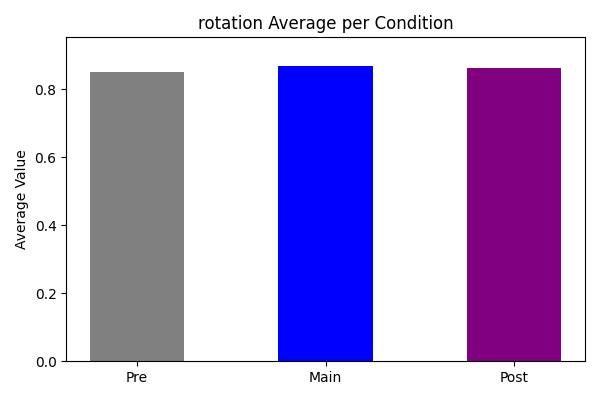 rotation Average per Condition
Average Value
0.8
0.6
0.4
0.2
0.0
Pre
Main
Post